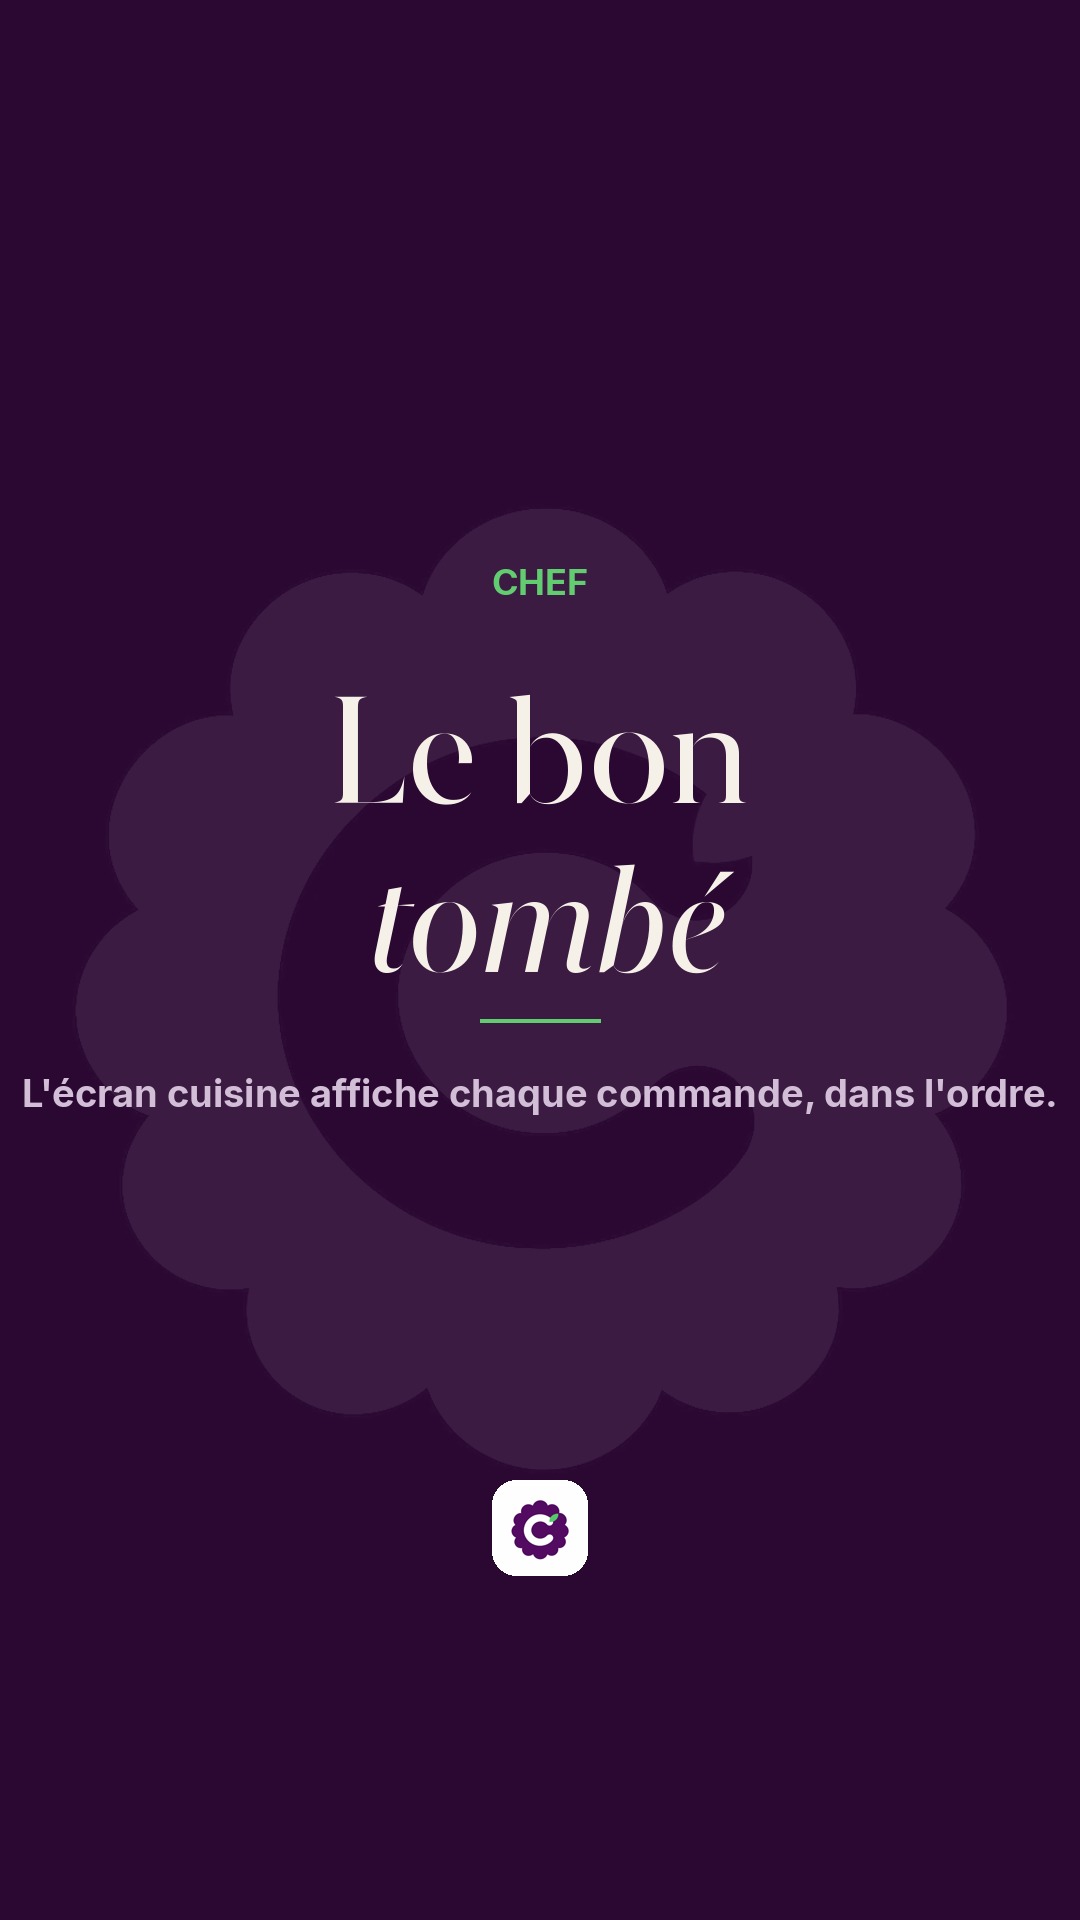 CHEF
Le bon
tombé
L'écran cuisine affiche chaque commande, dans l'ordre.